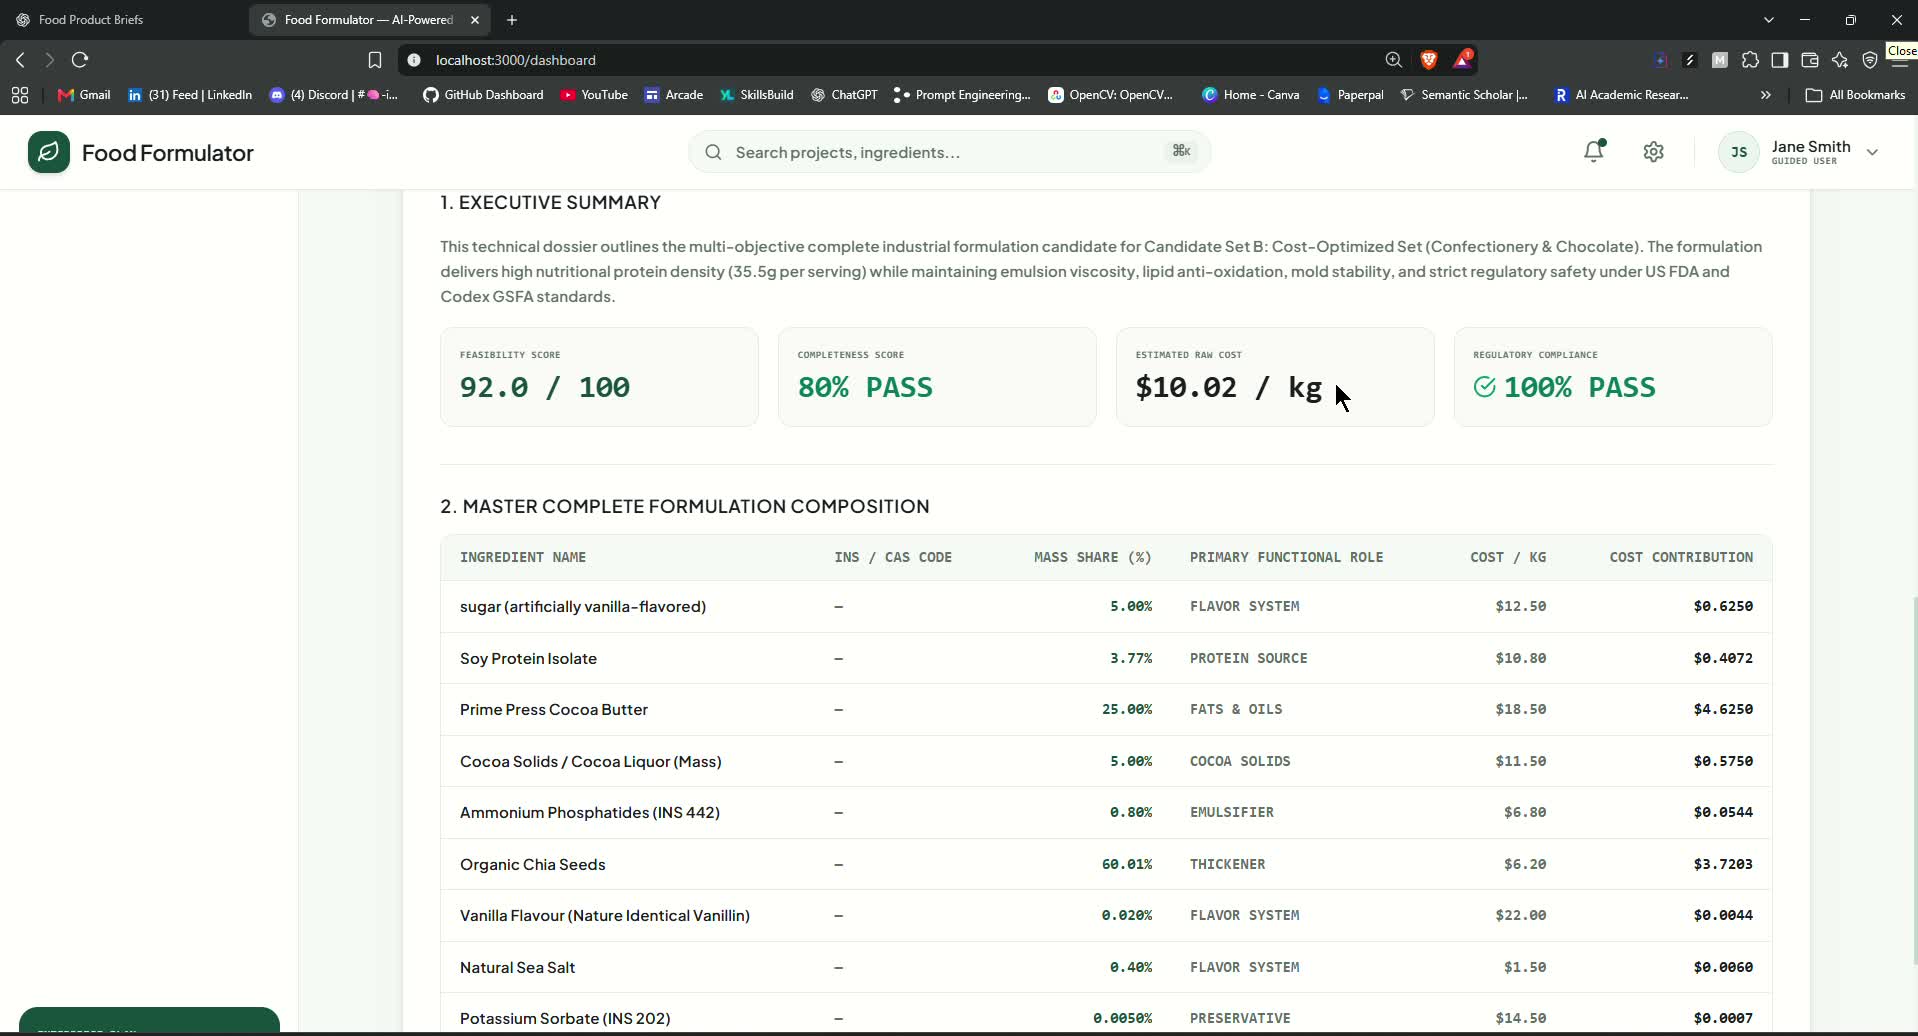 Food Product Briefs
Food Formulator — AI-Powered
localhost:3000/dashboard
1
Close
Gmail
(31) Feed | LinkedIn
(4) Discord | #🧠-i...
GitHub Dashboard
YouTube
Arcade
SkillsBuild
ChatGPT
Prompt Engineering...
OpenCV: OpenCV...
Home - Canva
Paperpal
Semantic Scholar |...
AI Academic Resear...
»
All Bookmarks
Food Formulator
Search projects, ingredients...
⌘K
JS
Jane Smith
GUIDED USER
1. EXECUTIVE SUMMARY
This technical dossier outlines the multi-objective complete industrial formulation candidate for Candidate Set B: Cost-Optimized Set (Confectionery & Chocolate). The formulation
delivers high nutritional protein density (35.5g per serving) while maintaining emulsion viscosity, lipid anti-oxidation, mold stability, and strict regulatory safety under US FDA and
Codex GSFA standards.
FEASIBILITY SCORE
92.0 / 100
COMPLETENESS SCORE
80% PASS
ESTIMATED RAW COST
$10.02 / kg
REGULATORY COMPLIANCE
100% PASS
2. MASTER COMPLETE FORMULATION COMPOSITION
INGREDIENT NAME INS / CAS CODE MASS SHARE (%) PRIMARY FUNCTIONAL ROLE COST / KG COST CONTRIBUTION
sugar (artificially vanilla-flavored) – 5.00% FLAVOR SYSTEM $12.50 $0.6250
Soy Protein Isolate – 3.77% PROTEIN SOURCE $10.80 $0.4072
Prime Press Cocoa Butter – 25.00% FATS & OILS $18.50 $4.6250
Cocoa Solids / Cocoa Liquor (Mass) – 5.00% COCOA SOLIDS $11.50 $0.5750
Ammonium Phosphatides (INS 442) – 0.80% EMULSIFIER $6.80 $0.0544
Organic Chia Seeds – 60.01% THICKENER $6.20 $3.7203
Vanilla Flavour (Nature Identical Vanillin) – 0.020% FLAVOR SYSTEM $22.00 $0.0044
Natural Sea Salt – 0.40% FLAVOR SYSTEM $1.50 $0.0060
Potassium Sorbate (INS 202) – 0.0050% PRESERVATIVE $14.50 $0.0007